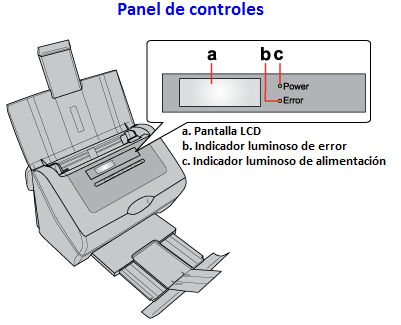 Panel de controles
a b c
Power
Error
a. Pantalla LCD
b. Indicador luminoso de error
c. Indicador luminoso de alimentación